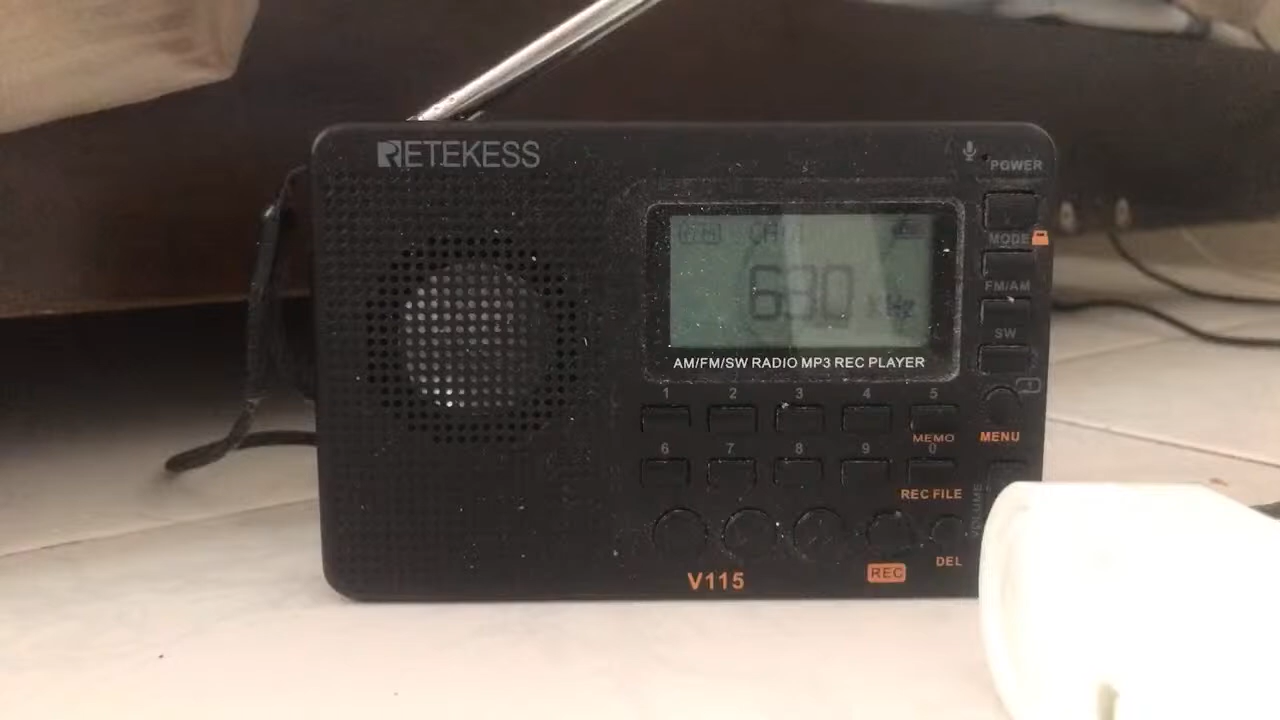 RETEKESS
POWER
MODE
630 KHz
FM/AM
SW
AM/FM/SW RADIO MP3 REC PLAYER
1 2 3 4 5
MEMO
MENU
6 7 8 9 0
REC FILE
VOLUME
DEL
REC
V115